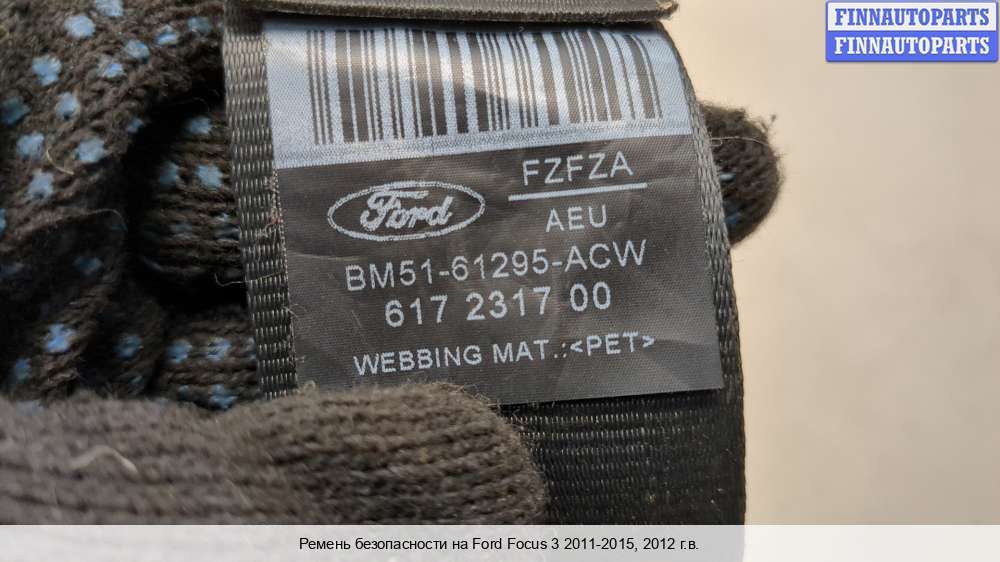 FINNAUTOPARTS
FINNAUTOPARTS
FZFZA
Ford
AEU
BM51-61295-ACW
617 2317 00
WEBBING MAT.:<PET>
Ремень безопасности на Ford Focus 3 2011-2015, 2012 г.в.